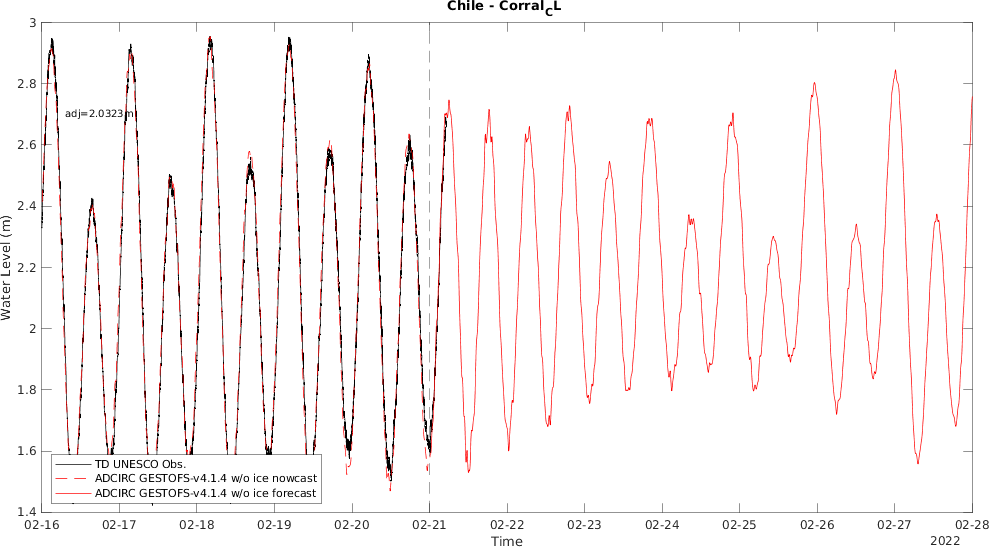 Chile - Corral_CL
3
2.8
2.6
2.4
2.2
2
1.8
1.6
1.4
Water Level (m)
adj=2.0323m
TD UNESCO Obs.
ADCIRC GESTOFS-v4.1.4 w/o ice nowcast
ADCIRC GESTOFS-v4.1.4 w/o ice forecast
02-16 02-17 02-18 02-19 02-20 02-21 02-22 02-23 02-24 02-25 02-26 02-27 02-28
Time
2022